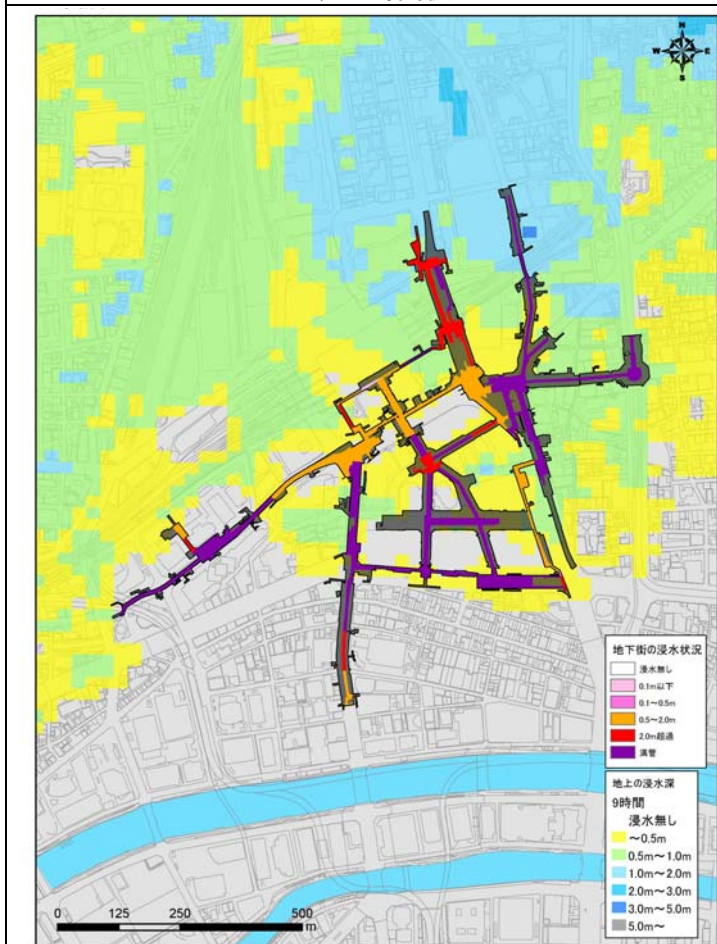 N
W E
S
地下街の浸水状況
浸水無し
0.1m以下
0.1～0.5m
0.5～2.0m
2.0m超過
満管
地上の浸水深
9時間
浸水無し
～0.5m
0.5m～1.0m
1.0m～2.0m
2.0m～3.0m
3.0m～5.0m
5.0m～
0 125 250 500
m